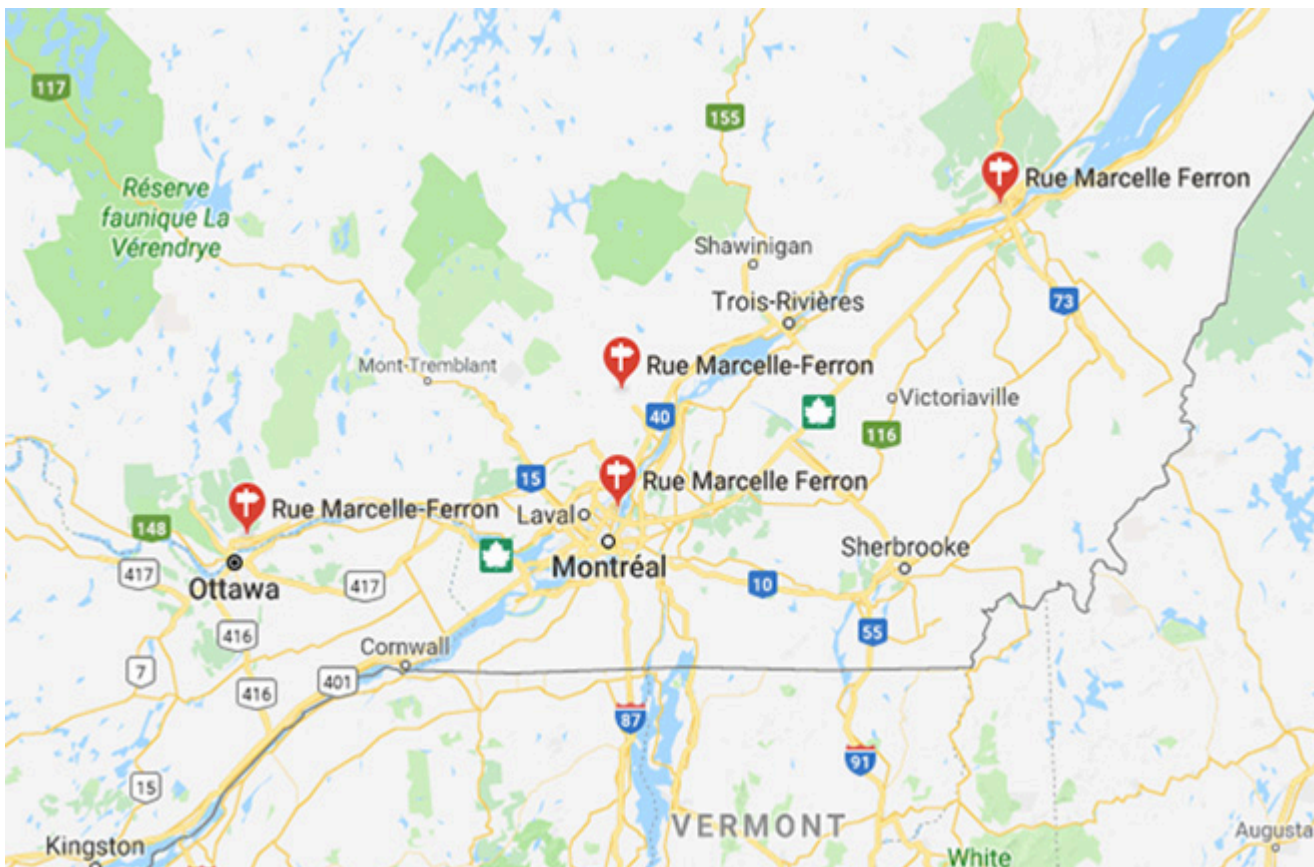 117
155
Rue Marcelle Ferron
Réserve
faunique La
Vérendrye
Shawinigan
Trois-Rivières
73
Mont-Tremblant
Rue Marcelle-Ferron
Victoriaville
40
116
15
Rue Marcelle Ferron
Rue Marcelle-Ferron
Laval
148
Sherbrooke
417
Ottawa
417
Montréal
10
416
55
Cornwall
7
401
416
87
91
15
VERMONT
Kingston
Augusta
White